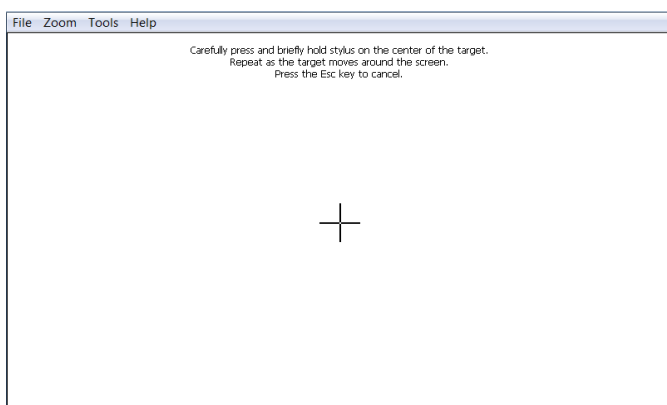 File Zoom Tools Help
Carefully press and briefly hold stylus on the center of the target.
Repeat as the target moves around the screen.
Press the Esc key to cancel.